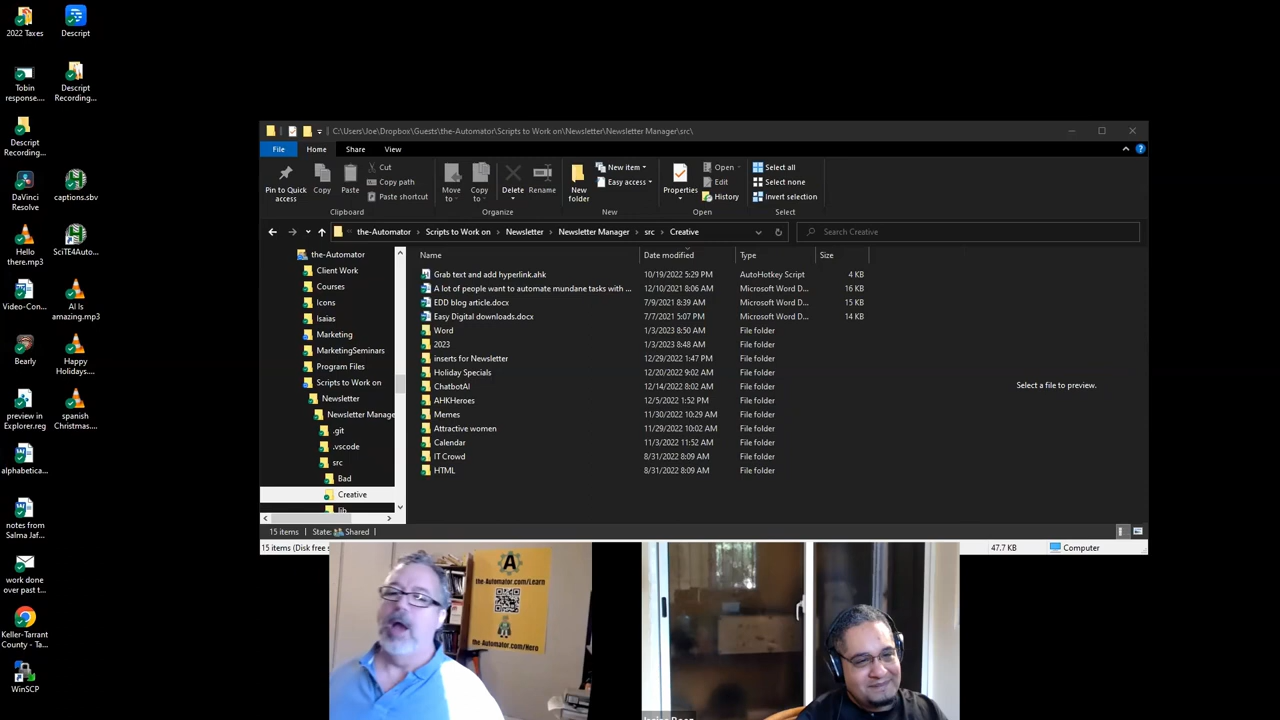 2022 Taxes
Descript
Tobin
response....
Descript
Recording...
Descript
Recording...
DaVinci
Resolve
captions.sbv
Hello
there.mp3
SciTE4Auto...
Video-Con...
AI Is
amazing.mp3
Bearly
Happy
Holidays....
preview in
Explorer.reg
spanish
Christmas....
alphabetica...
notes from
Salma Jaf...
work done
over past t...
Keller-Tarrant
County - Ta...
WinSCP
C:\Users\Joe\Dropbox\Guests\the-Automator\Scripts to Work on\Newsletter\Newsletter Manager\src\
File Home Share View
Pin to Quick
access
Copy
Paste
Cut
Copy path
Paste shortcut
Clipboard
Move
to
Copy
to
Delete
Rename
Organize
New
folder
New item
Easy access
New
Properties
Open
Edit
History
Open
Select all
Select none
Invert selection
Select
the-Automator > Scripts to Work on > Newsletter > Newsletter Manager > src > Creative
Search Creative
the-Automator
Client Work
Courses
Icons
Isaias
Marketing
MarketingSeminars
Program Files
Scripts to Work on
Newsletter
Newsletter Manage
.git
.vscode
src
Bad
Creative
lib
Name Date modified Type Size
Grab text and add hyperlink.ahk 10/19/2022 5:29 PM AutoHotkey Script 4 KB
A lot of people want to automate mundane tasks with ... 12/10/2021 8:06 AM Microsoft Word D... 16 KB
EDD blog article.docx 7/9/2021 8:39 AM Microsoft Word D... 15 KB
Easy Digital downloads.docx 7/7/2021 5:07 PM Microsoft Word D... 14 KB
Word 1/3/2023 8:50 AM File folder
2023 1/3/2023 8:48 AM File folder
inserts for Newsletter 12/29/2022 1:47 PM File folder
Holiday Specials 12/20/2022 9:02 AM File folder
ChatbotAI 12/14/2022 8:02 AM File folder
AHKHeroes 12/5/2022 1:52 PM File folder
Memes 11/30/2022 10:29 AM File folder
Attractive women 11/29/2022 10:02 AM File folder
Calendar 11/3/2022 11:52 AM File folder
IT Crowd 8/31/2022 8:09 AM File folder
HTML 8/31/2022 8:09 AM File folder
Select a file to preview.
15 items State: Shared
15 items (Disk free s
47.7 KB
Computer
A
the-Automator.com/Learn
the-Automator.com/Hero